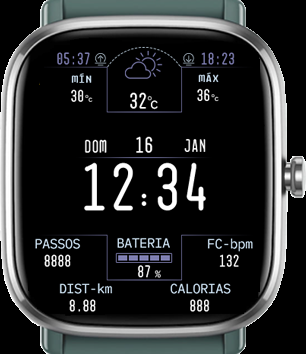 05:37 18:23
MÍN MÁX
30°C 32°C 36°C
DOM 16 JAN
12:34
PASSOS BATERIA FC-bpm
8888 87 % 132
DIST-km CALORIAS
8.88 888